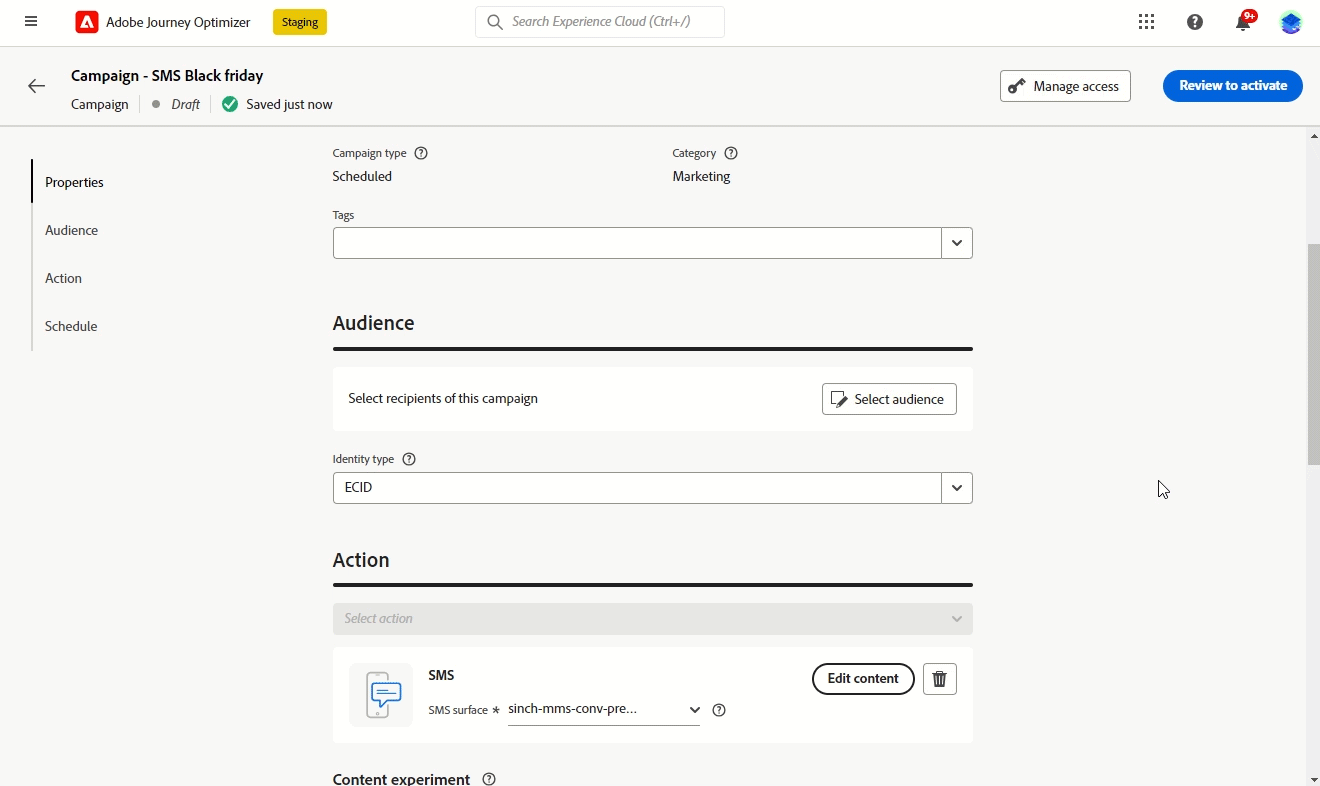 Adobe Journey Optimizer Staging Search Experience Cloud (Ctrl+/) 9+
Campaign - SMS Black friday
Campaign Draft Saved just now
Manage access Review to activate
Properties
Audience
Action
Schedule
Campaign type Category
Scheduled Marketing
Tags
Audience
Select recipients of this campaign Select audience
Identity type
ECID
Action
Select action
SMS
SMS surface * sinch-mms-conv-pre...
Edit content
Content experiment